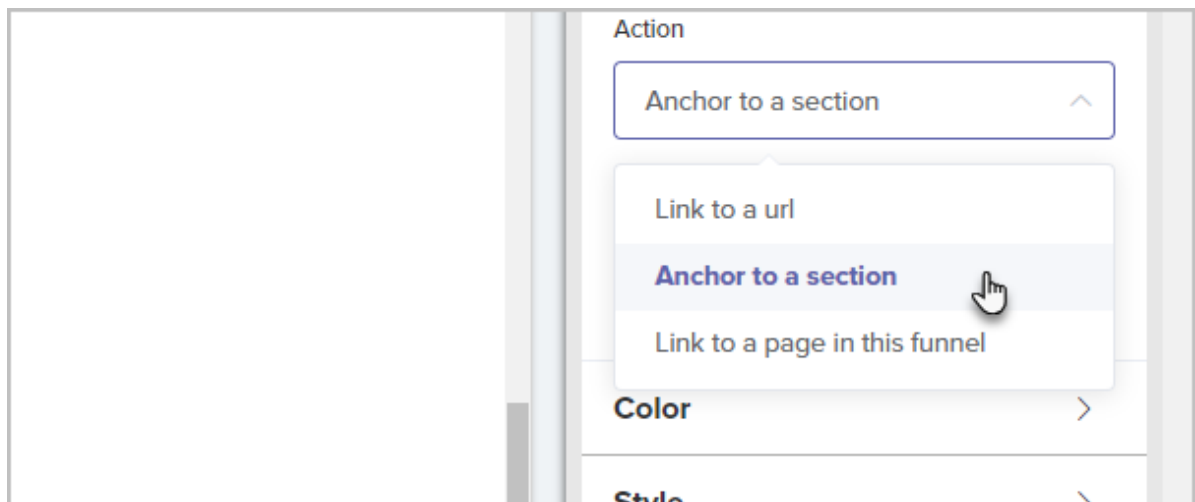 Action
Anchor to a section
Link to a url
Anchor to a section
Link to a page in this funnel
Color
Style